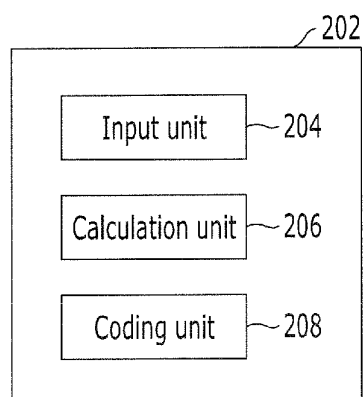 202
Input unit 204
Calculation unit 206
Coding unit 208